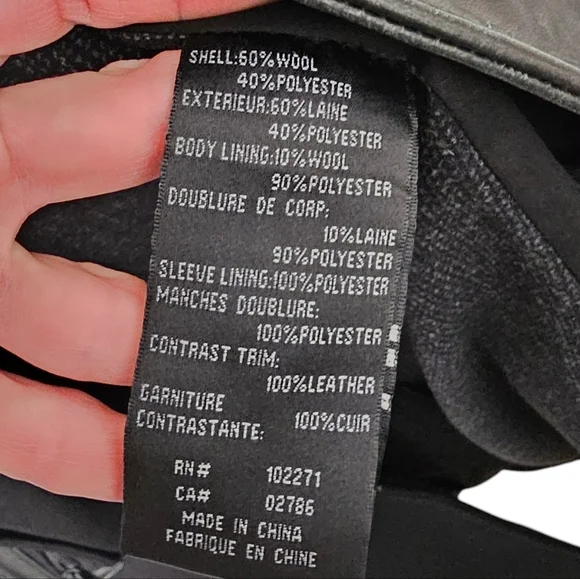 SHELL:60%WOOL
40%POLYESTER
EXTERIEUR:60%LAINE
40%POLYESTER
BODY LINING:10%WOOL
90%POLYESTER
DOUBLURE DE CORP:
10%LAINE
90%POLYESTER
SLEEVE LINING:100%POLYESTER
MANCHES DOUBLURE:
100%POLYESTER
CONTRAST TRIM:
100%LEATHER
GARNITURE
CONTRASTANTE: 100%CUIR
RN# 102271
CA# 02786
MADE IN CHINA
FABRIQUE EN CHINE